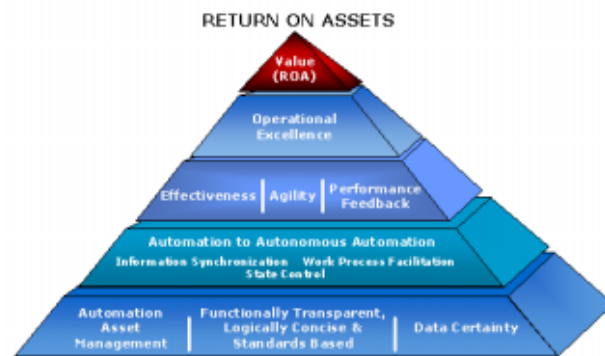 RETURN ON ASSETS
Value
(ROA)
Operational
Excellence
Effectiveness
Agility
Performance
Feedback
Automation to Autonomous Automation
Information Synchronization Work Process Facilitation
State Control
Automation
Asset
Management
Functionally Transparent,
Logically Concise &
Standards Based
Data Certainty